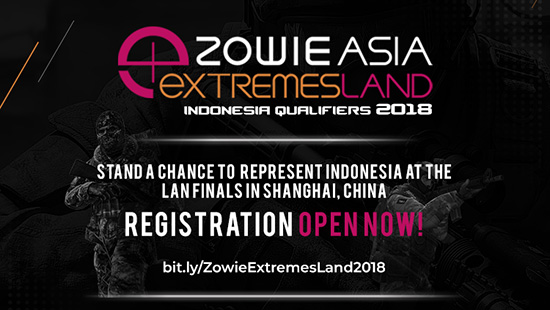 ZOWIE ASIA
eXTREMESLAND
INDONESIA QUALIFIERS 2018
STAND A CHANCE TO REPRESENT INDONESIA AT THE
LAN FINALS IN SHANGHAI, CHINA
REGISTRATION OPEN NOW!
bit.ly/ZowieExtremesLand2018